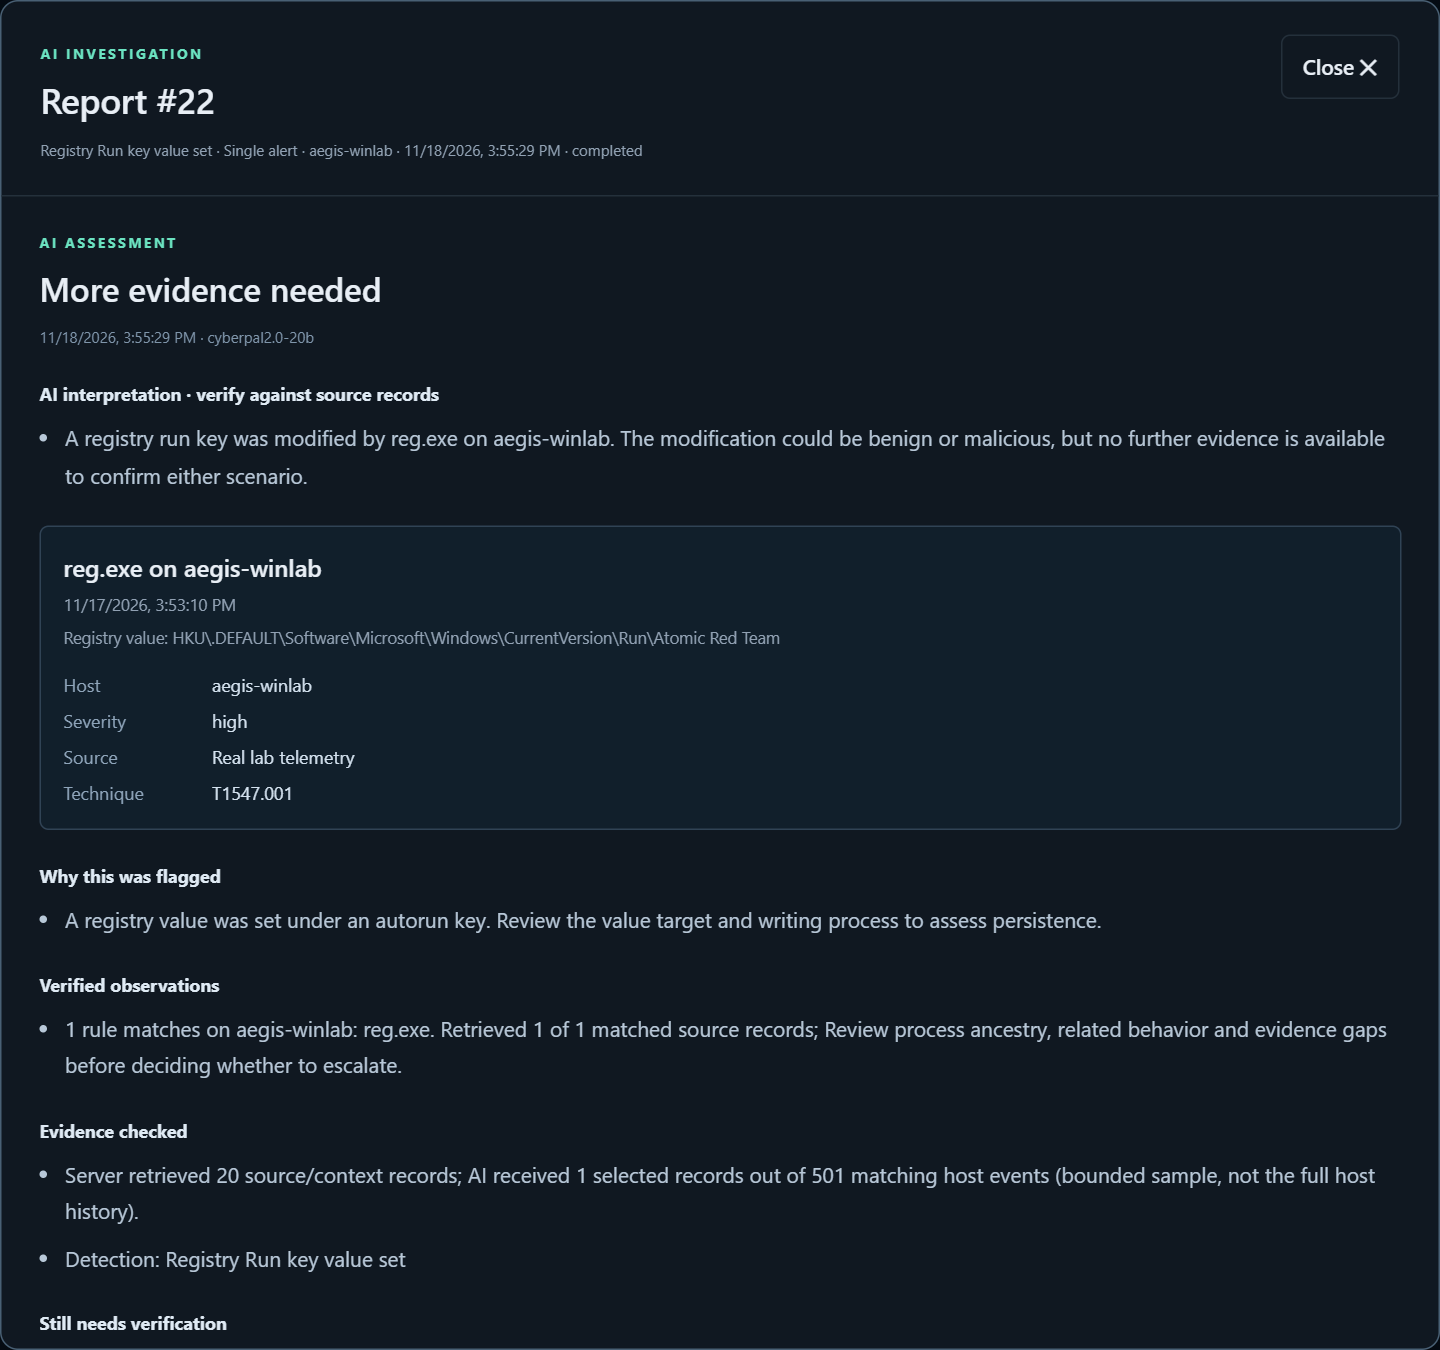 AI INVESTIGATION
Close ✕
Report #22
Registry Run key value set · Single alert · aegis-winlab · 11/18/2026, 3:55:29 PM · completed
AI ASSESSMENT
More evidence needed
11/18/2026, 3:55:29 PM · cyberpal2.0-20b
AI interpretation · verify against source records
• A registry run key was modified by reg.exe on aegis-winlab. The modification could be benign or malicious, but no further evidence is available
to confirm either scenario.
reg.exe on aegis-winlab
11/17/2026, 3:53:10 PM
Registry value: HKU\.DEFAULT\Software\Microsoft\Windows\CurrentVersion\Run\Atomic Red Team
Host aegis-winlab
Severity high
Source Real lab telemetry
Technique T1547.001
Why this was flagged
• A registry value was set under an autorun key. Review the value target and writing process to assess persistence.
Verified observations
• 1 rule matches on aegis-winlab: reg.exe. Retrieved 1 of 1 matched source records; Review process ancestry, related behavior and evidence gaps
before deciding whether to escalate.
Evidence checked
• Server retrieved 20 source/context records; AI received 1 selected records out of 501 matching host events (bounded sample, not the full host
history).
• Detection: Registry Run key value set
Still needs verification